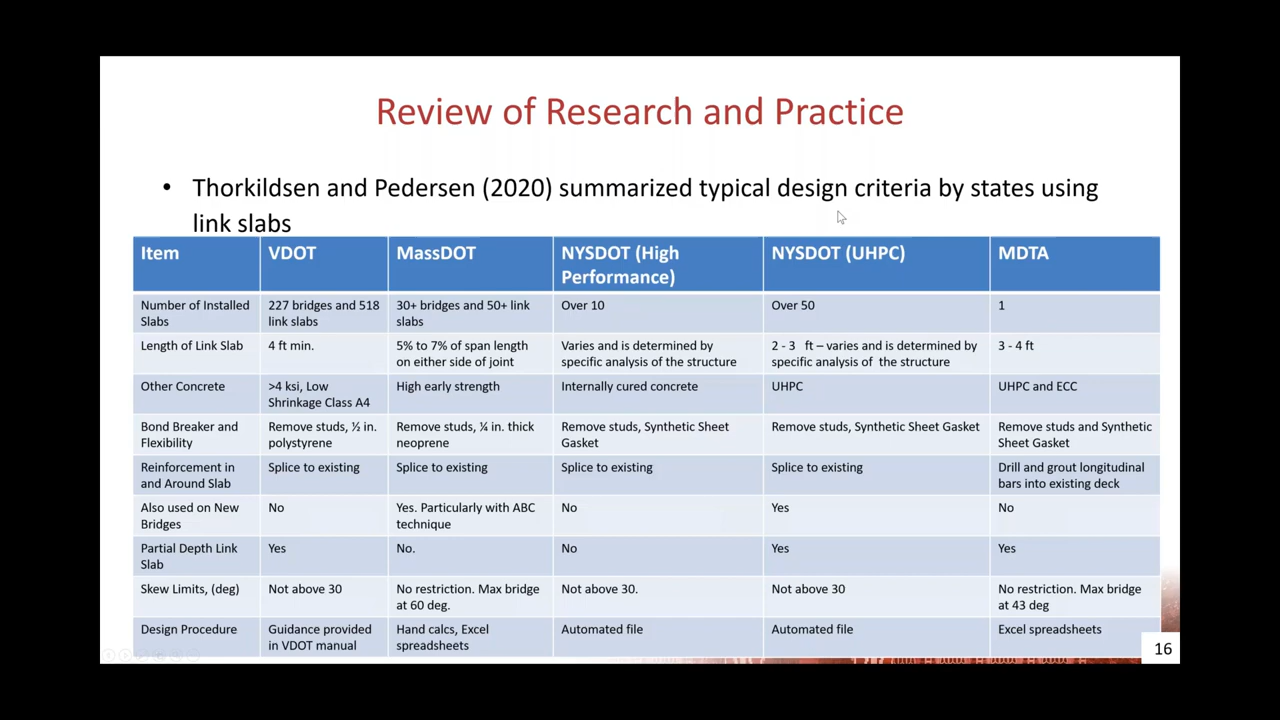 Review of Research and Practice
• Thorkildsen and Pedersen (2020) summarized typical design criteria by states using
link slabs
Item VDOT MassDOT NYSDOT (High Performance) NYSDOT (UHPC) MDTA
Number of Installed Slabs 227 bridges and 518 link slabs 30+ bridges and 50+ link slabs Over 10 Over 50 1
Length of Link Slab 4 ft min. 5% to 7% of span length on either side of joint Varies and is determined by specific analysis of the structure 2 - 3 ft – varies and is determined by specific analysis of the structure 3 - 4 ft
Other Concrete >4 ksi, Low Shrinkage Class A4 High early strength Internally cured concrete UHPC UHPC and ECC
Bond Breaker and Flexibility Remove studs, ½ in. polystyrene Remove studs, ¼ in. thick neoprene Remove studs, Synthetic Sheet Gasket Remove studs, Synthetic Sheet Gasket Remove studs and Synthetic Sheet Gasket
Reinforcement in and Around Slab Splice to existing Splice to existing Splice to existing Splice to existing Drill and grout longitudinal bars into existing deck
Also used on New Bridges No Yes. Particularly with ABC technique No Yes No
Partial Depth Link Slab Yes No. No Yes Yes
Skew Limits, (deg) Not above 30 No restriction. Max bridge at 60 deg. Not above 30. Not above 30 No restriction. Max bridge at 43 deg
Design Procedure Guidance provided in VDOT manual Hand calcs, Excel spreadsheets Automated file Automated file Excel spreadsheets
16